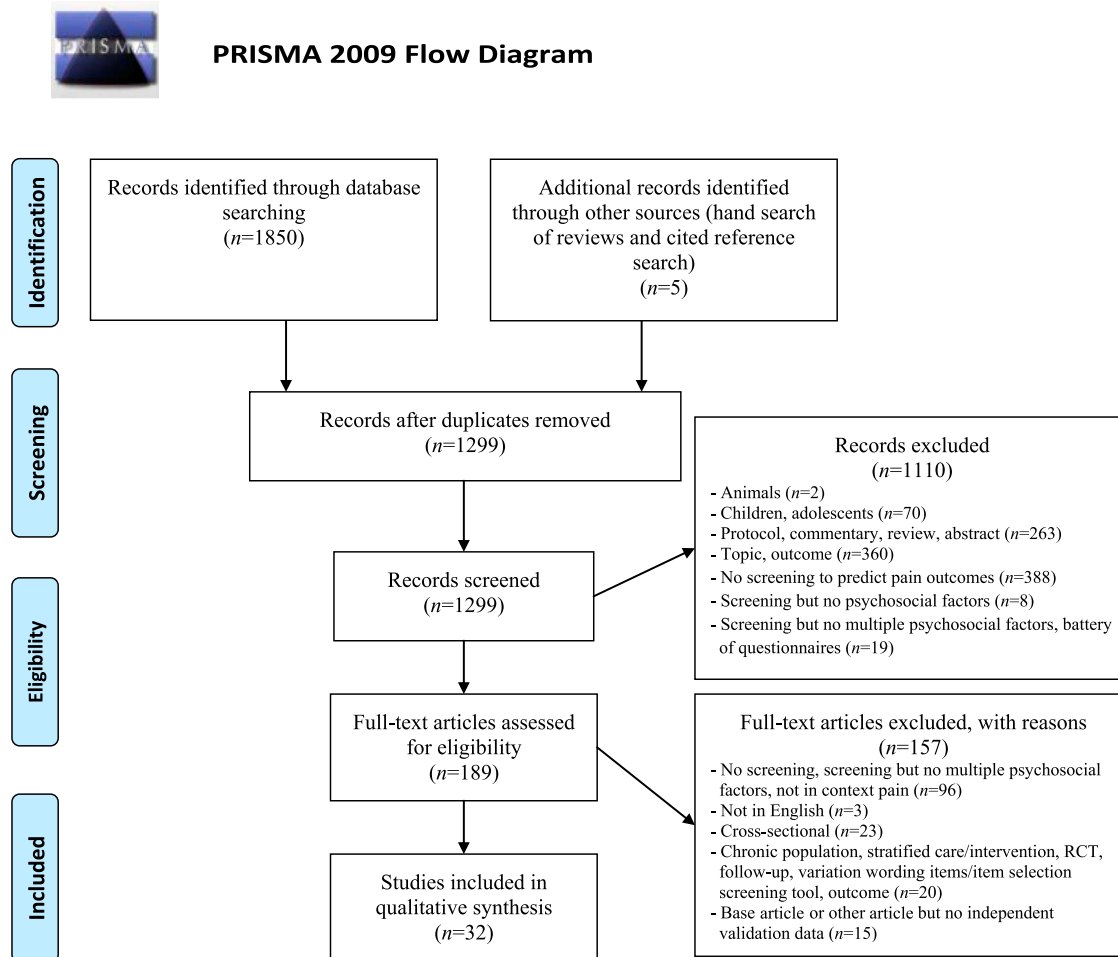 PRISMA
PRISMA 2009 Flow Diagram
Identification
Records identified through database
searching
(n=1850)
Additional records identified
through other sources (hand search
of reviews and cited reference
search)
(n=5)
Screening
Records after duplicates removed
(n=1299)
Records excluded
(n=1110)
- Animals (n=2)
- Children, adolescents (n=70)
- Protocol, commentary, review, abstract (n=263)
- Topic, outcome (n=360)
- No screening to predict pain outcomes (n=388)
- Screening but no psychosocial factors (n=8)
- Screening but no multiple psychosocial factors, battery
of questionnaires (n=19)
Records screened
(n=1299)
Eligibility
Full-text articles assessed
for eligibility
(n=189)
Full-text articles excluded, with reasons
(n=157)
- No screening, screening but no multiple psychosocial
factors, not in context pain (n=96)
- Not in English (n=3)
- Cross-sectional (n=23)
- Chronic population, stratified care/intervention, RCT,
follow-up, variation wording items/item selection
screening tool, outcome (n=20)
- Base article or other article but no independent
validation data (n=15)
Included
Studies included in
qualitative synthesis
(n=32)